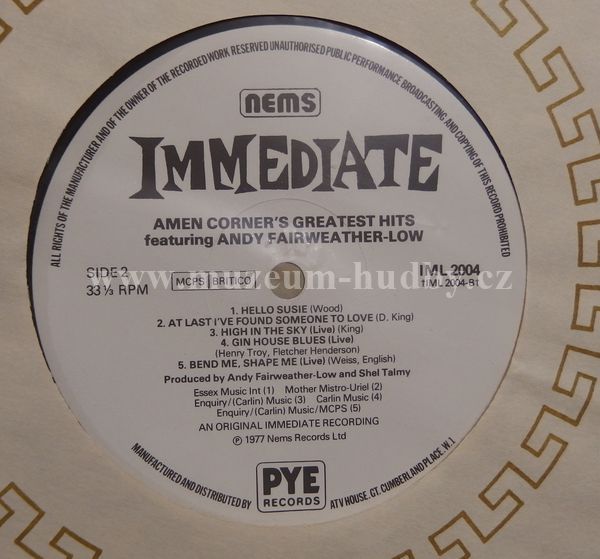 ALL RIGHTS OF THE MANUFACTURER AND OF THE OWNER OF THE RECORDED WORK RESERVED UNAUTHORISED PUBLIC PERFORMANCE BROADCASTING AND COPYING OF THIS RECORD PROHIBITED
nems
IMMEDIATE
AMEN CORNER'S GREATEST HITS
featuring ANDY FAIRWEATHER-LOW
SIDE 2
33⅓ RPM
MCPS BRITICO
IML 2004
†IML 2004-B†
www.muzeum-hudby.cz
1. HELLO SUSIE (Wood)
2. AT LAST I'VE FOUND SOMEONE TO LOVE (D. King)
3. HIGH IN THE SKY (Live) (King)
4. GIN HOUSE BLUES (Live)
(Henry Troy, Fletcher Henderson)
5. BEND ME, SHAPE ME (Live) (Weiss, English)
Produced by Andy Fairweather-Low and Shel Talmy
Essex Music Int (1) Mother Mistro-Uriel (2)
Enquiry/(Carlin) Music (3) Carlin Music (4)
Enquiry/(Carlin) Music/MCPS (5)
AN ORIGINAL IMMEDIATE RECORDING
℗ 1977 Nems Records Ltd
MANUFACTURED AND DISTRIBUTED BY PYE RECORDS ATV HOUSE, GT. CUMBERLAND PLACE, W.1